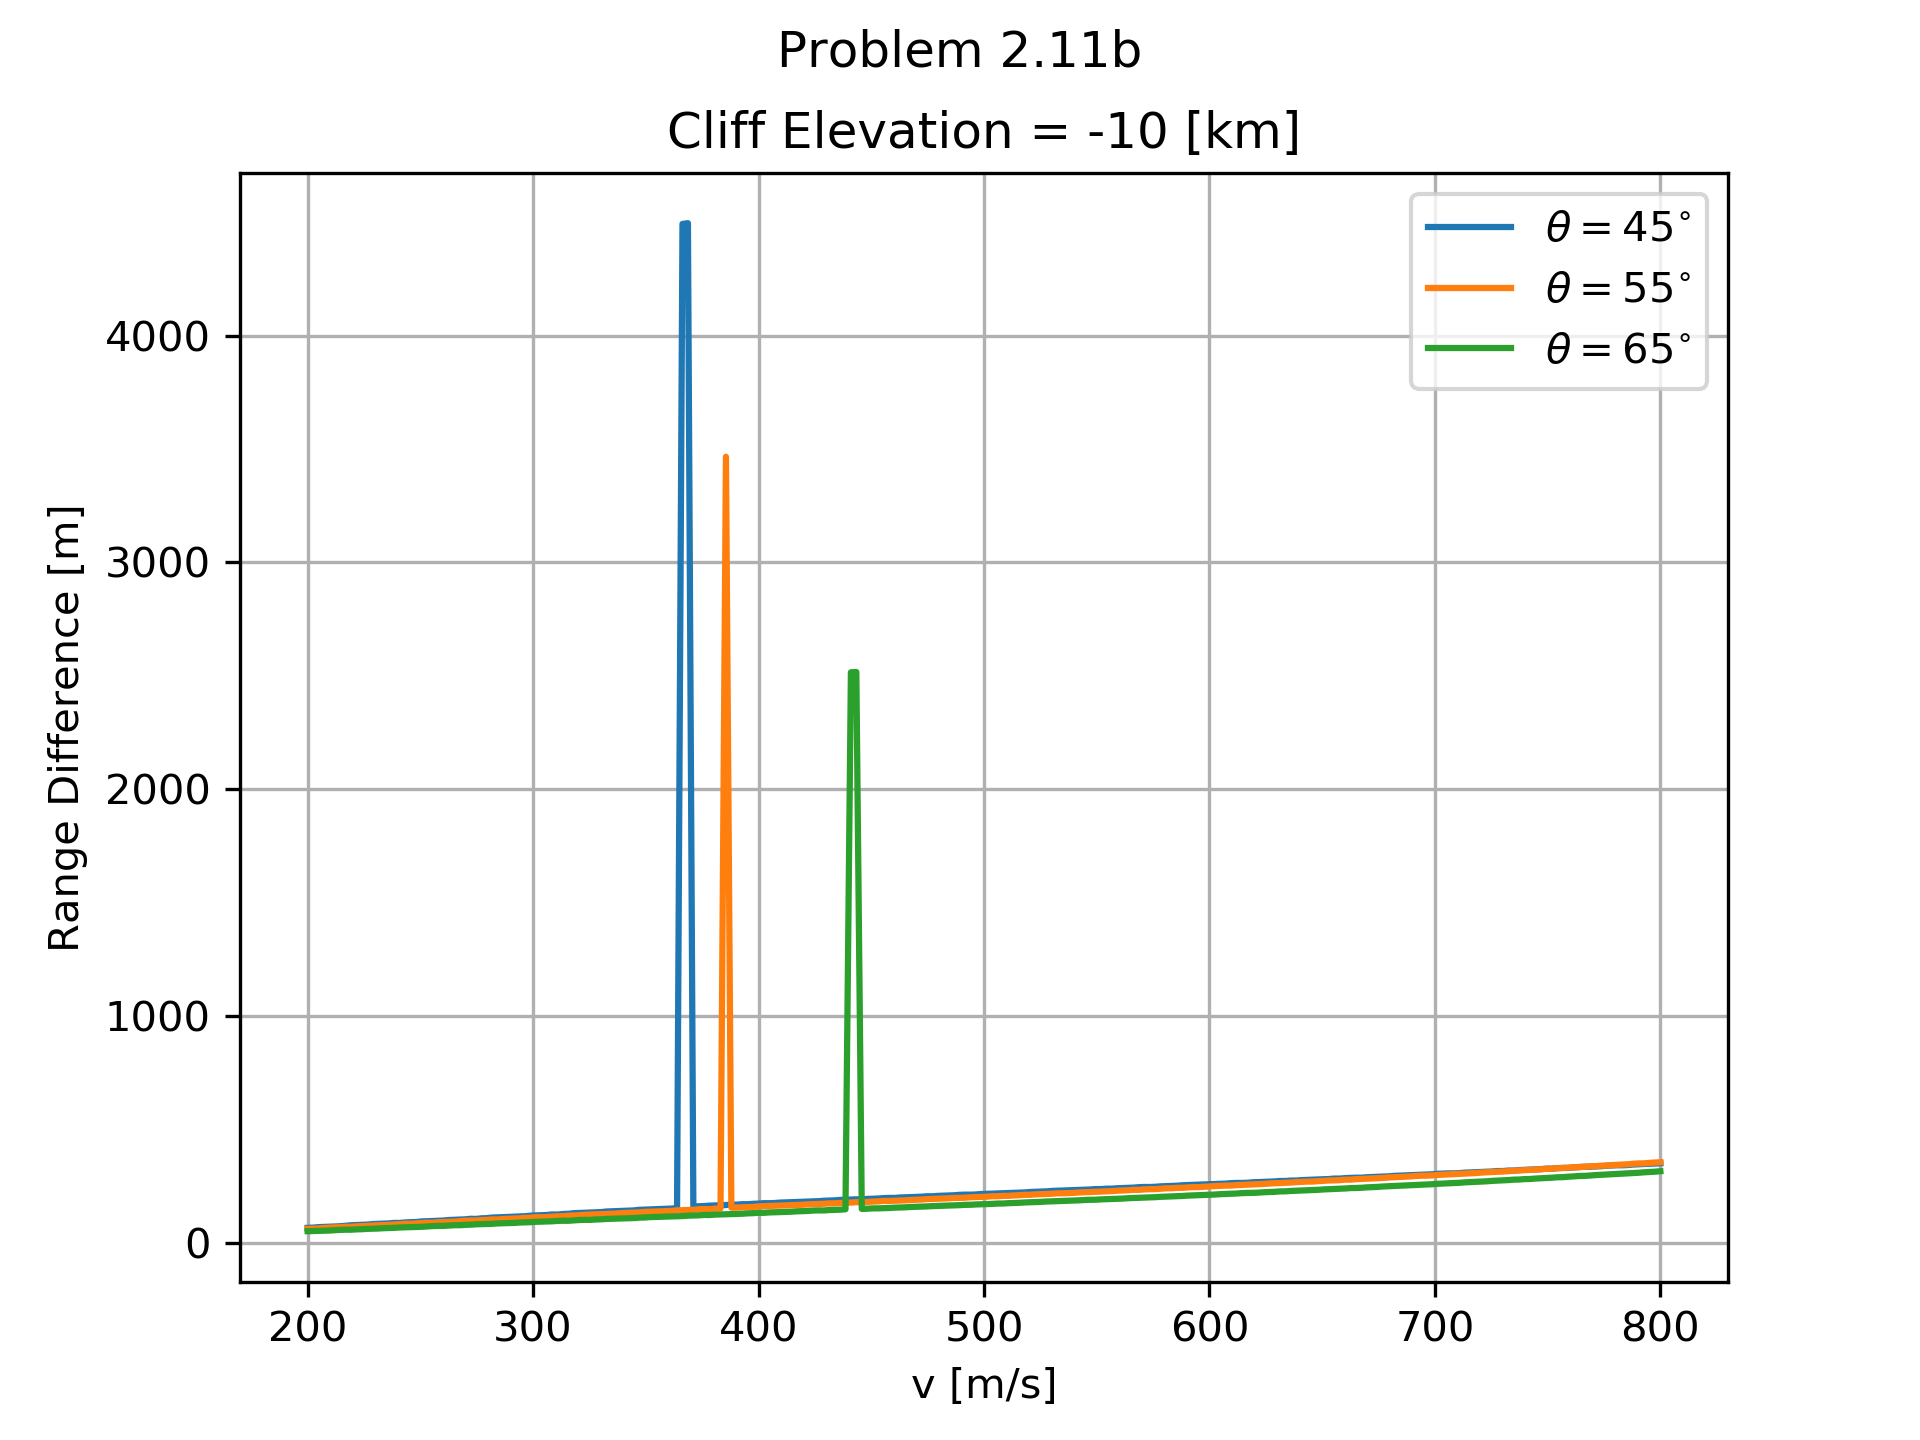 Problem 2.11b
Cliff Elevation = -10 [km]
θ = 45°
θ = 55°
θ = 65°
4000
3000
2000
1000
0
Range Difference [m]
200 300 400 500 600 700 800
v [m/s]